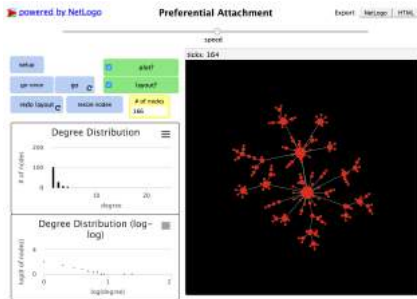 powered by NetLogo
Preferential Attachment
Export: NetLogo HTML
speed
ticks: 164
setup
plot?
go-once
go
layout?
redo layout
resize nodes
# of nodes
166
Degree Distribution
# of nodes
200
100
0
10
20
degree
Degree Distribution (log-log)
log(# of nodes)
4
0
0
1
2
log(degree)